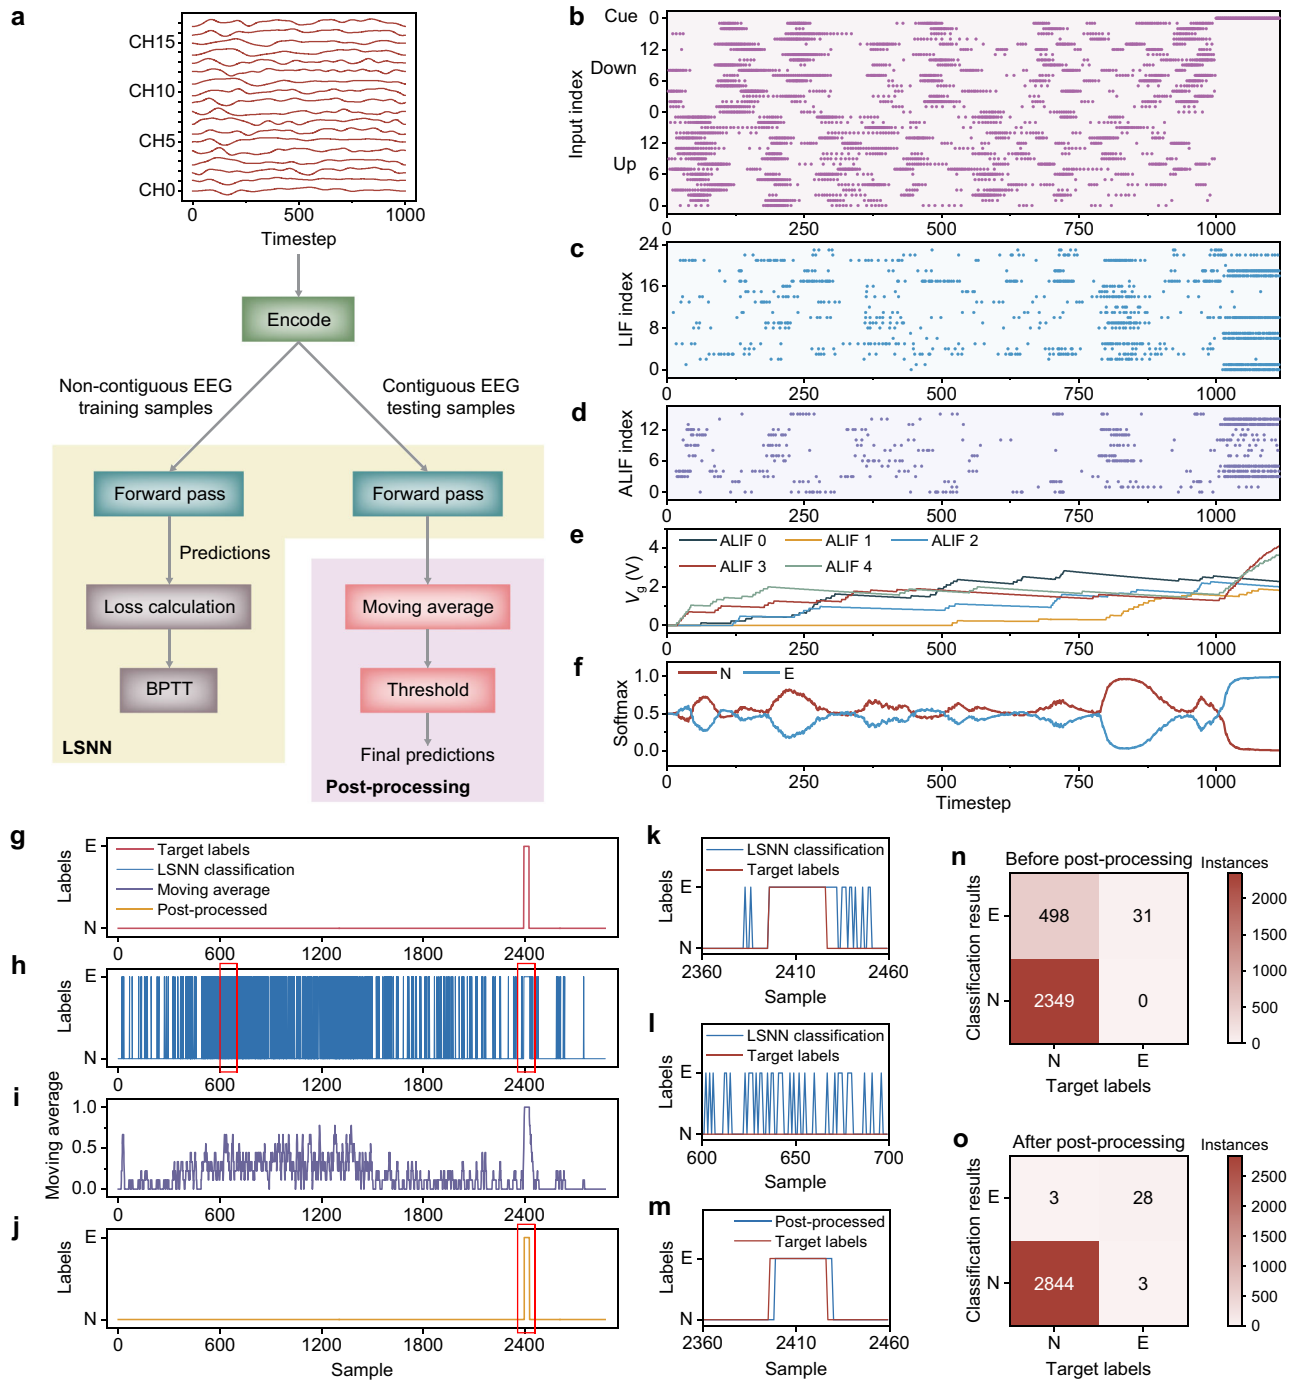 a
CH15
CH10
CH5
CH0
0
500
1000
Timestep
Encode
Non-contiguous EEG
training samples
Contiguous EEG
testing samples
Forward pass
Forward pass
Predictions
Loss calculation
Moving average
BPTT
Threshold
Final predictions
LSNN
Post-processing
b
Input index
Cue
0
12
Down
6
0
12
Up
6
0
0
250
500
750
1000
c
LIF index
24
16
8
0
0
250
500
750
1000
d
ALIF index
12
6
0
0
250
500
750
1000
e
Vg (V)
4
2
0
ALIF 0
ALIF 1
ALIF 2
ALIF 3
ALIF 4
0
250
500
750
1000
f
Softmax
1.0
0.5
0.0
N
E
0
250
500
750
1000
Timestep
g
Labels
E
N
Target labels
LSNN classification
Moving average
Post-processed
0
600
1200
1800
2400
h
Labels
E
N
0
600
1200
1800
2400
i
Moving average
1.0
0.5
0.0
0
600
1200
1800
2400
j
Labels
E
N
0
600
1200
1800
2400
Sample
k
Labels
LSNN classification
Target labels
E
N
2360
2410
2460
Sample
l
Labels
LSNN classification
Target labels
E
N
600
650
700
Sample
m
Labels
Post-processed
Target labels
E
N
2360
2410
2460
Sample
n
Before post-processing
Instances
Classification results
E
498
31
N
2349
0
N
E
Target labels
2000
1500
1000
500
0
o
After post-processing
Instances
Classification results
E
3
28
N
2844
3
N
E
Target labels
2500
2000
1500
1000
500
0